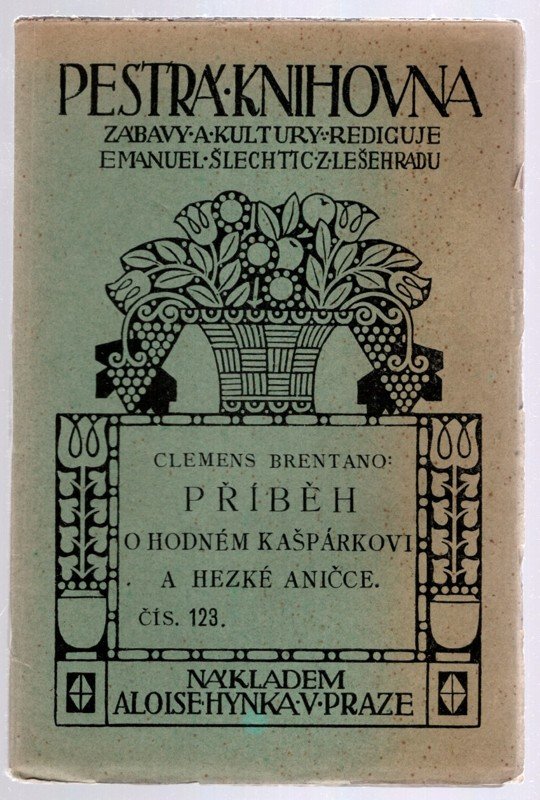 PESTRÁ·KNIHOVNA
ZÁBAVY·A·KULTURY:·REDIGUJE
EMANUEL·ŠLECHTIC·Z·LEŠEHRADU
CLEMENS BRENTANO:
PŘÍBĚH
O HODNÉM KAŠPÁRKOVI
A HEZKÉ ANIČCE.
ČÍS. 123.
NÁKLADEM
ALOISE·HYNKA·V·PRAZE